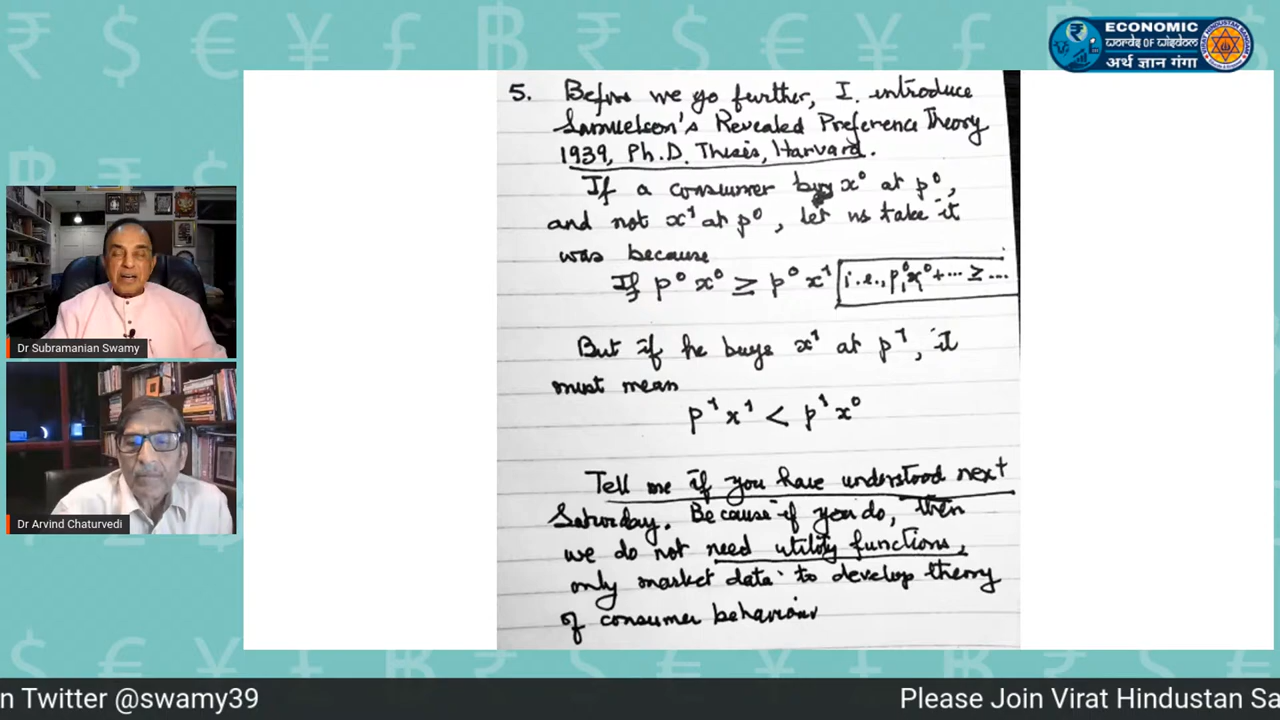 ECONOMIC
WORDS OF WISDOM
अर्थ ज्ञान गंगा
5. Before we go further, I introduce
Samuelson's Revealed Preference Theory
1939, Ph.D. Thesis, Harvard.
If a consumer buys x⁰ at p⁰,
and not x¹ at p⁰, let us take it
was because
If p⁰x⁰ ≥ p⁰x¹ i.e., p₁⁰x₁⁰+... ≥ ...
But if he buys x¹ at p¹, it
must mean
p¹x¹ < p¹x⁰
Tell me if you have understood next
Saturday. Because if you do, then
we do not need utility functions,
only market data to develop theory
of consumer behaviour
Dr Subramanian Swamy
Dr Arvind Chaturvedi
n Twitter @swamy39
Please Join Virat Hindustan Sa